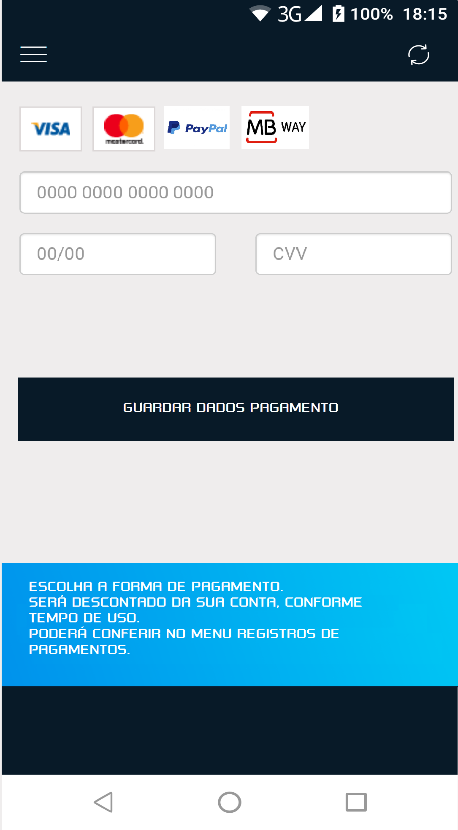 3G 100% 18:15
VISA mastercard. PayPal MB WAY
0000 0000 0000 0000
00/00 CVV
GUARDAR DADOS PAGAMENTO
ESCOLHA A FORMA DE PAGAMENTO.
SERÁ DESCONTADO DA SUA CONTA, CONFORME
TEMPO DE USO.
PODERÁ CONFERIR NO MENU REGISTROS DE
PAGAMENTOS.